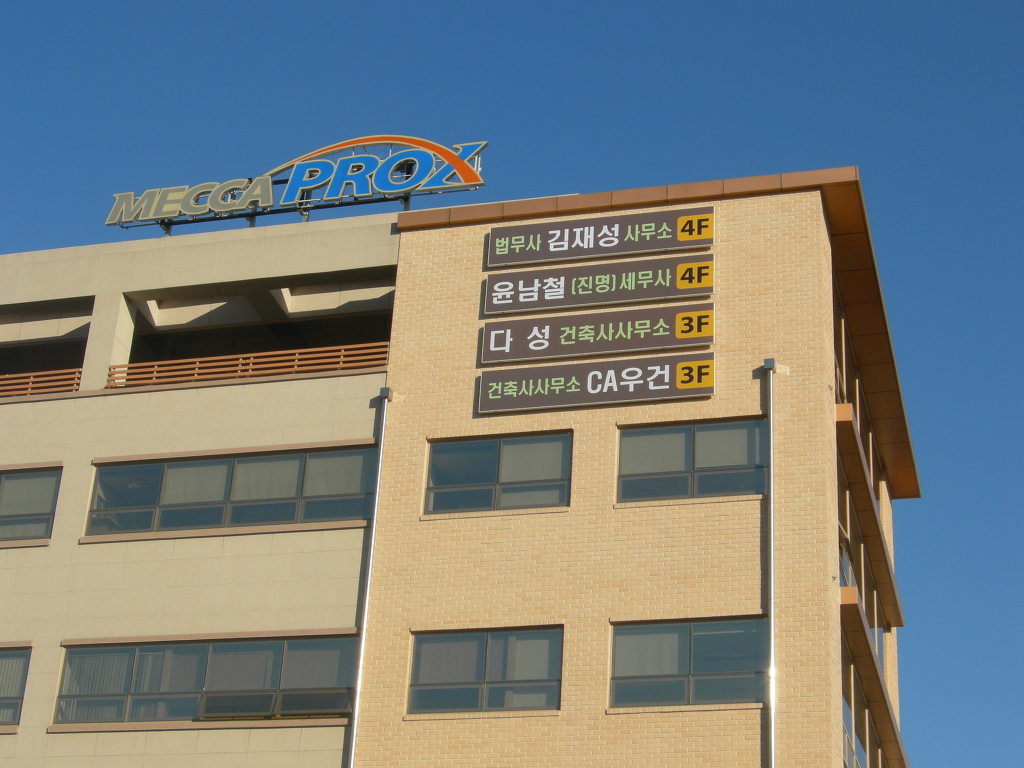 MECCA PROX
법무사 김재성 사무소 4F
윤남철 (진명) 세무사 4F
다성 건축사사무소 3F
건축사사무소 CA우건 3F